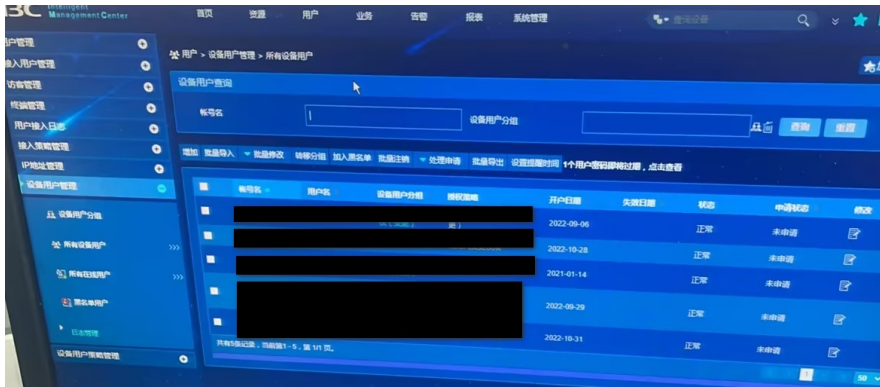 3C Intelligent
Management Center
首页 资源 用户 业务 告警 报表 系统管理
查询设备
用户管理
接入用户管理
访客管理
终端管理
用户接入日志
接入策略管理
IP地址管理
设备用户管理
设备用户分组
所有设备用户
所有在线用户
黑名单用户
日志管理
设备用户策略管理
用户 > 设备用户管理 > 所有设备用户
设备用户查询
帐号名 设备用户分组 查询 重置
增加 批量导入 批量修改 转移分组 加入黑名单 批量注销 处理申请 批量导出 设置提醒时间 1个用户密码即将过期，点击查看
帐号名 用户名 设备用户分组 授权策略 开户日期 失效日期 状态 申请状态 修改
2022-09-06 正常 未申请
2022-10-28 正常 未申请
2021-01-14 正常 未申请
2022-09-29 正常 未申请
2022-10-31 正常 未申请
共有5条记录，当前第1 - 5，第 1/1 页。
1 50